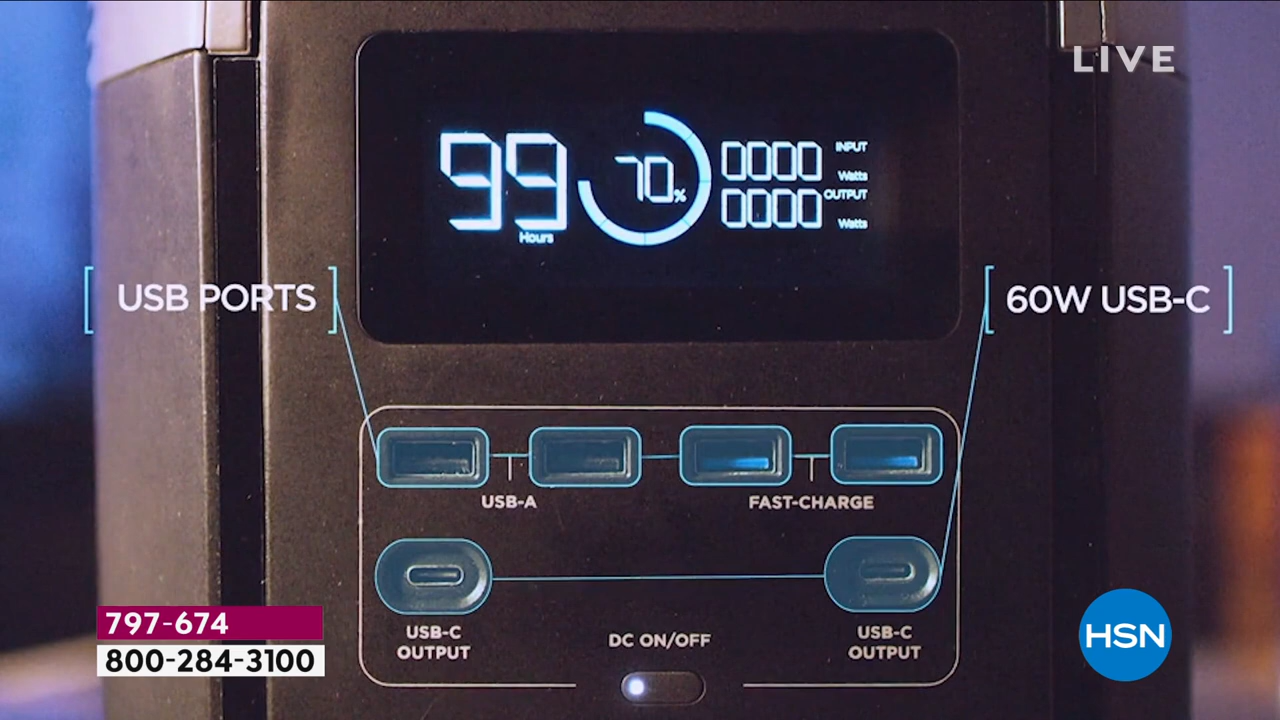 LIVE
99
Hours
70%
0000
INPUT
Watts
0000
OUTPUT
Watts
USB PORTS
60W USB-C
USB-A
FAST-CHARGE
USB-C
OUTPUT
DC ON/OFF
USB-C
OUTPUT
797-674
800-284-3100
HSN